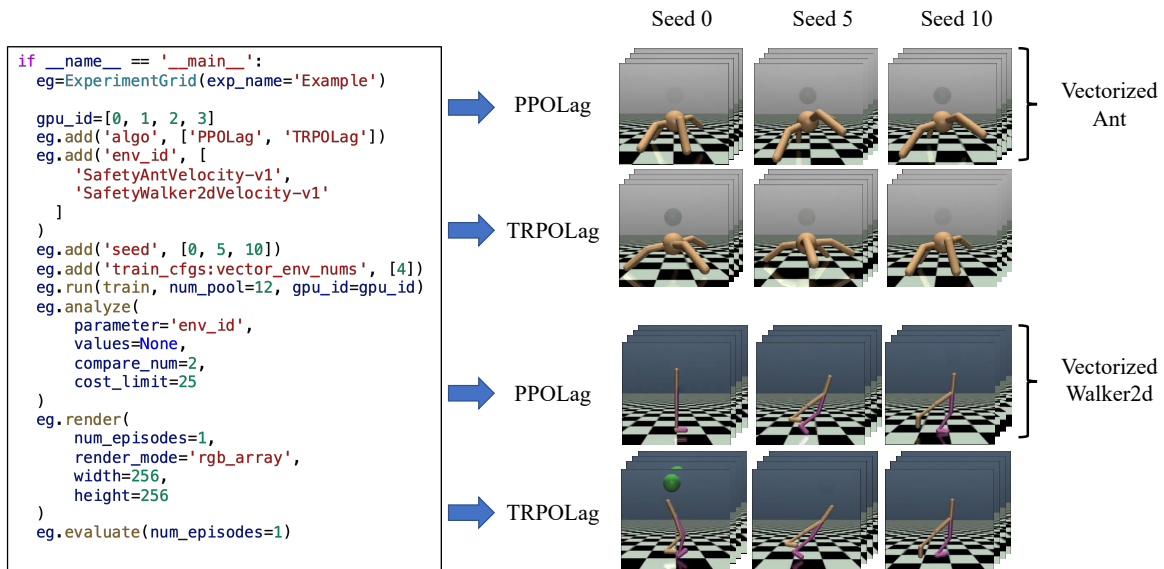 Seed 0
Seed 5
Seed 10
if __name__ == '__main__':
eg=ExperimentGrid(exp_name='Example')
gpu_id=[0, 1, 2, 3]
eg.add('algo', ['PPOLag', 'TRPOLag'])
eg.add('env_id', [
'SafetyAntVelocity-v1',
'SafetyWalker2dVelocity-v1'
]
)
eg.add('seed', [0, 5, 10])
eg.add('train_cfgs:vector_env_nums', [4])
eg.run(train, num_pool=12, gpu_id=gpu_id)
eg.analyze(
parameter='env_id',
values=None,
compare_num=2,
cost_limit=25
)
eg.render(
num_episodes=1,
render_mode='rgb_array',
width=256,
height=256
)
eg.evaluate(num_episodes=1)
PPOLag
Vectorized
Ant
TRPOLag
PPOLag
Vectorized
Walker2d
TRPOLag